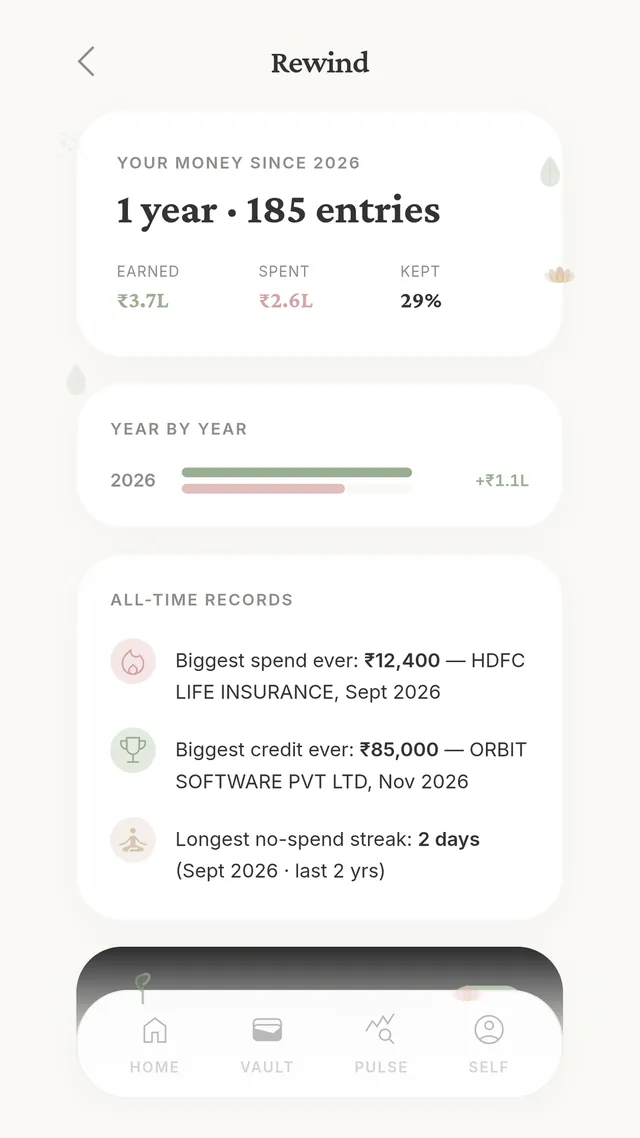 Rewind
YOUR MONEY SINCE 2026
1 year · 185 entries
EARNED SPENT KEPT
₹3.7L ₹2.6L 29%
YEAR BY YEAR
2026 +₹1.1L
ALL-TIME RECORDS
Biggest spend ever: ₹12,400 — HDFC
LIFE INSURANCE, Sept 2026
Biggest credit ever: ₹85,000 — ORBIT
SOFTWARE PVT LTD, Nov 2026
Longest no-spend streak: 2 days
(Sept 2026 · last 2 yrs)
HOME VAULT PULSE SELF